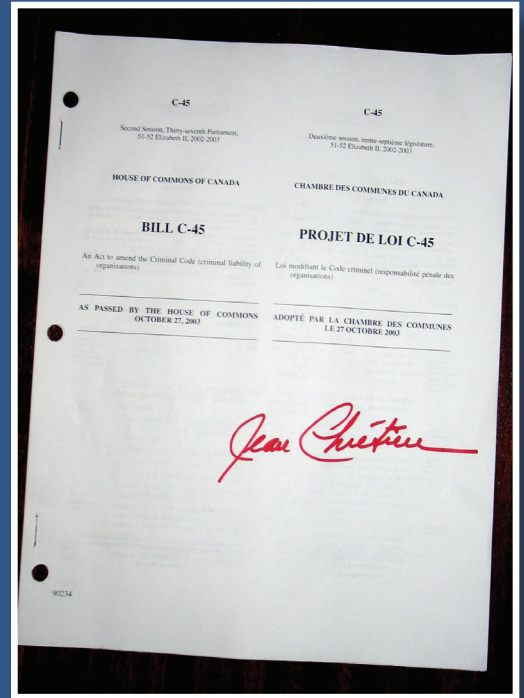 C-45
Second Session, Thirty-seventh Parliament,
51-52 Elizabeth II, 2002-2003
HOUSE OF COMMONS OF CANADA
BILL C-45
An Act to amend the Criminal Code (criminal liability of
organizations)
AS PASSED BY THE HOUSE OF COMMONS
OCTOBER 27, 2003
C-45
Deuxième session, trente-septième législature,
51-52 Elizabeth II, 2002-2003
CHAMBRE DES COMMUNES DU CANADA
PROJET DE LOI C-45
Loi modifiant le Code criminel (responsabilité pénale des
organisations)
ADOPTÉ PAR LA CHAMBRE DES COMMUNES
LE 27 OCTOBRE 2003
Jean Chrétien
90234